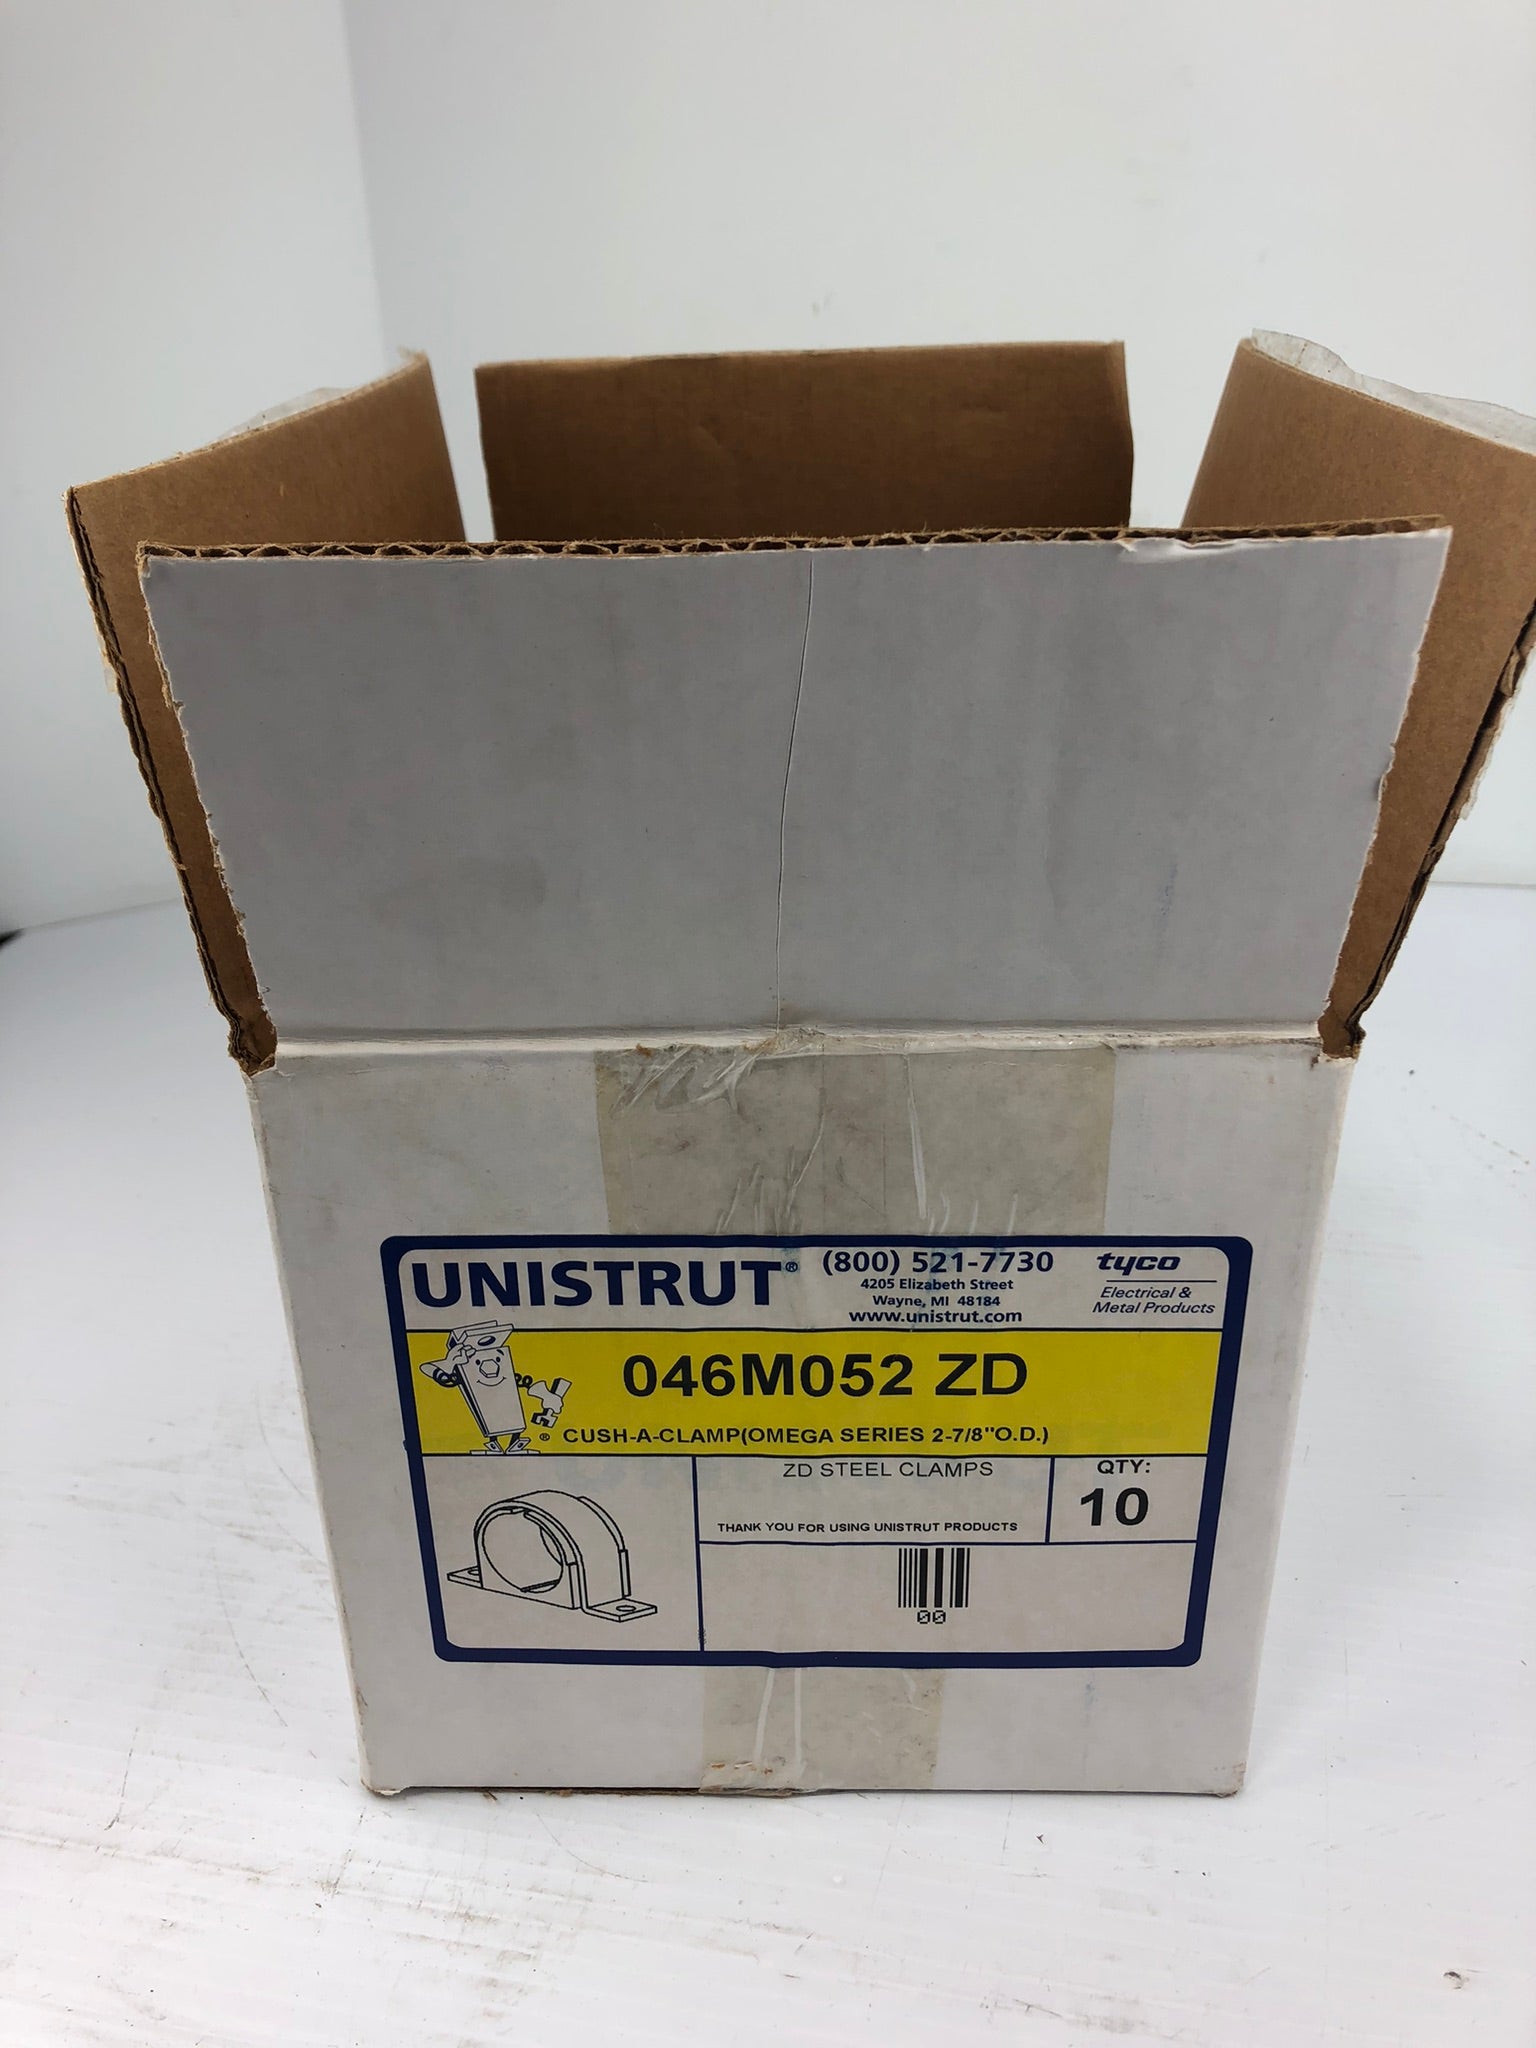 UNISTRUT®
(800) 521-7730
4205 Elizabeth Street
Wayne, MI 48184
www.unistrut.com
tyco
Electrical &
Metal Products
046M052 ZD
® CUSH-A-CLAMP(OMEGA SERIES 2-7/8"O.D.)
ZD STEEL CLAMPS
THANK YOU FOR USING UNISTRUT PRODUCTS
QTY:
10
00